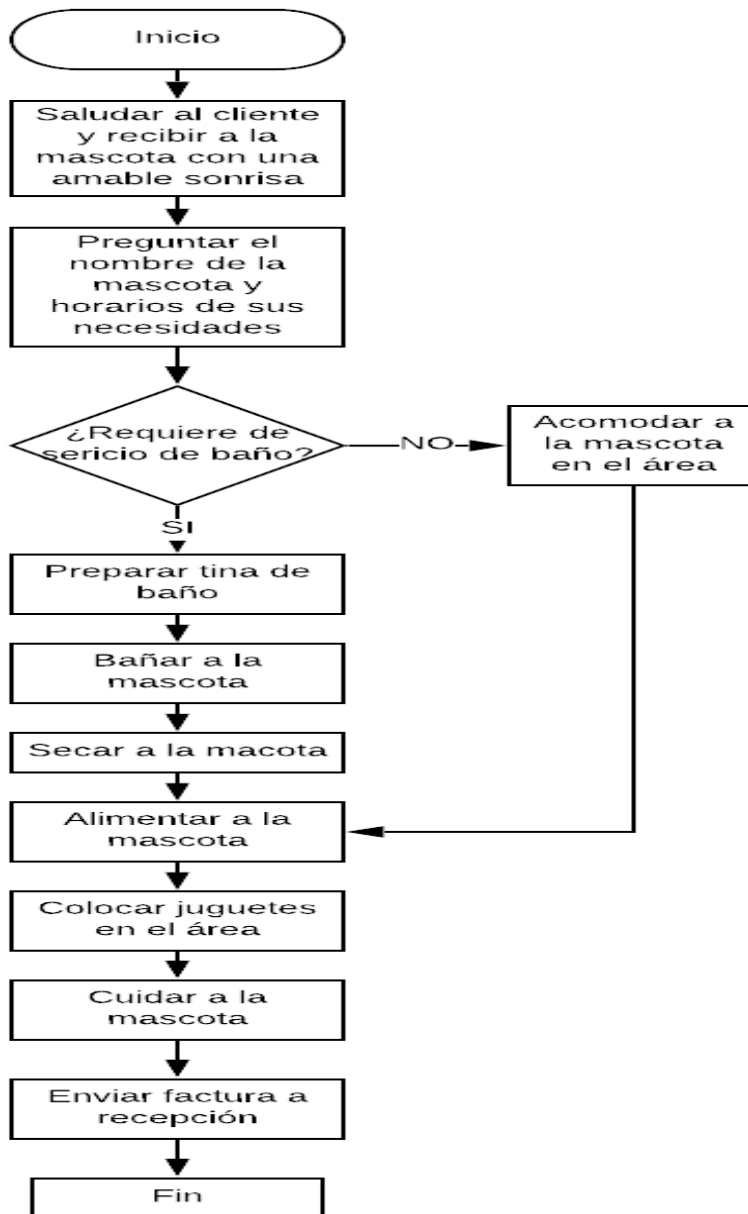 Inicio
Saludar al cliente
y recibir a la
mascota con una
amable sonrisa
Preguntar el
nombre de la
mascota y
horarios de sus
necesidades
¿Requiere de
sericio de baño?
NO
Acomodar a
la mascota
en el área
SI
Preparar tina de
baño
Bañar a la
mascota
Secar a la macota
Alimentar a la
mascota
Colocar juguetes
en el área
Cuidar a la
mascota
Enviar factura a
recepción
Fin